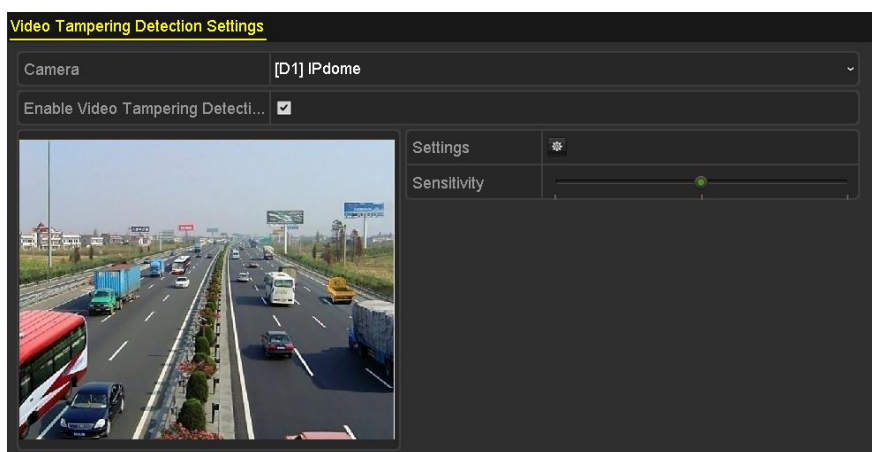 Video Tampering Detection Settings
Camera [D1] IPdome
Enable Video Tampering Detecti...
Settings
Sensitivity